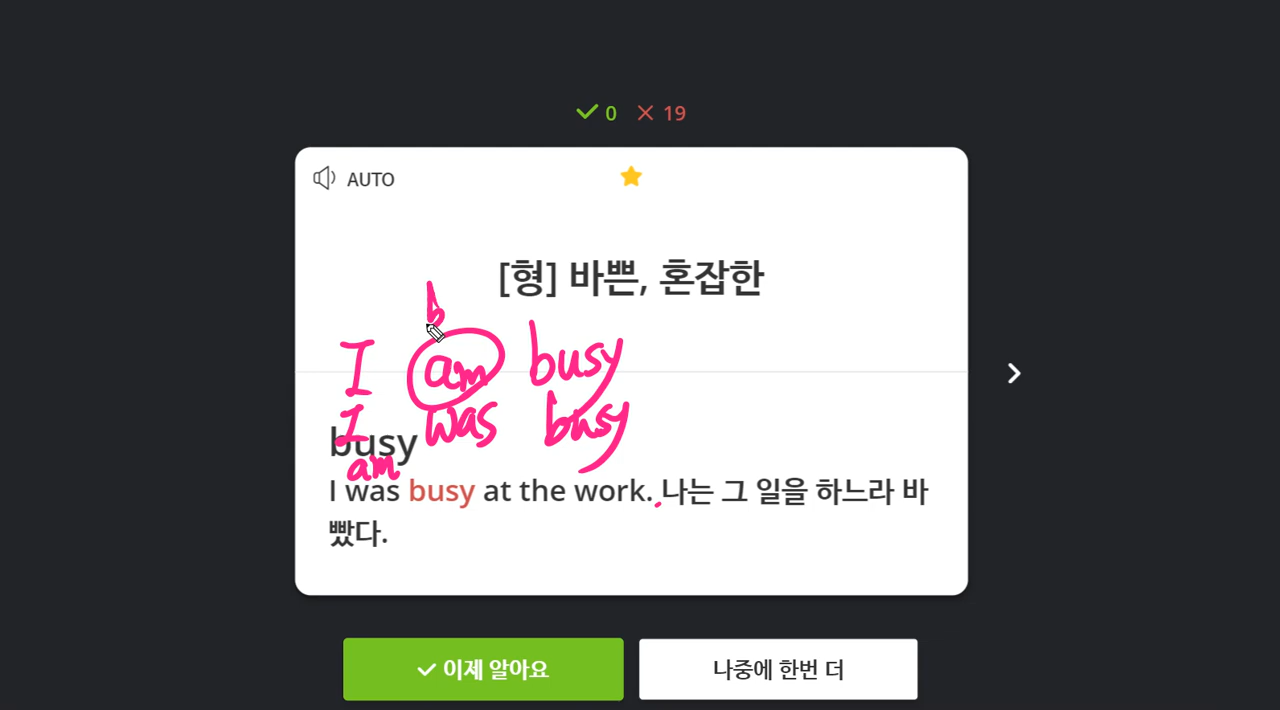 0 19
AUTO
[형] 바쁜, 혼잡한
b
I am busy
I was busy
busy
am
I was busy at the work. 나는 그 일을 하느라 바
빴다.
이제 알아요 나중에 한번 더